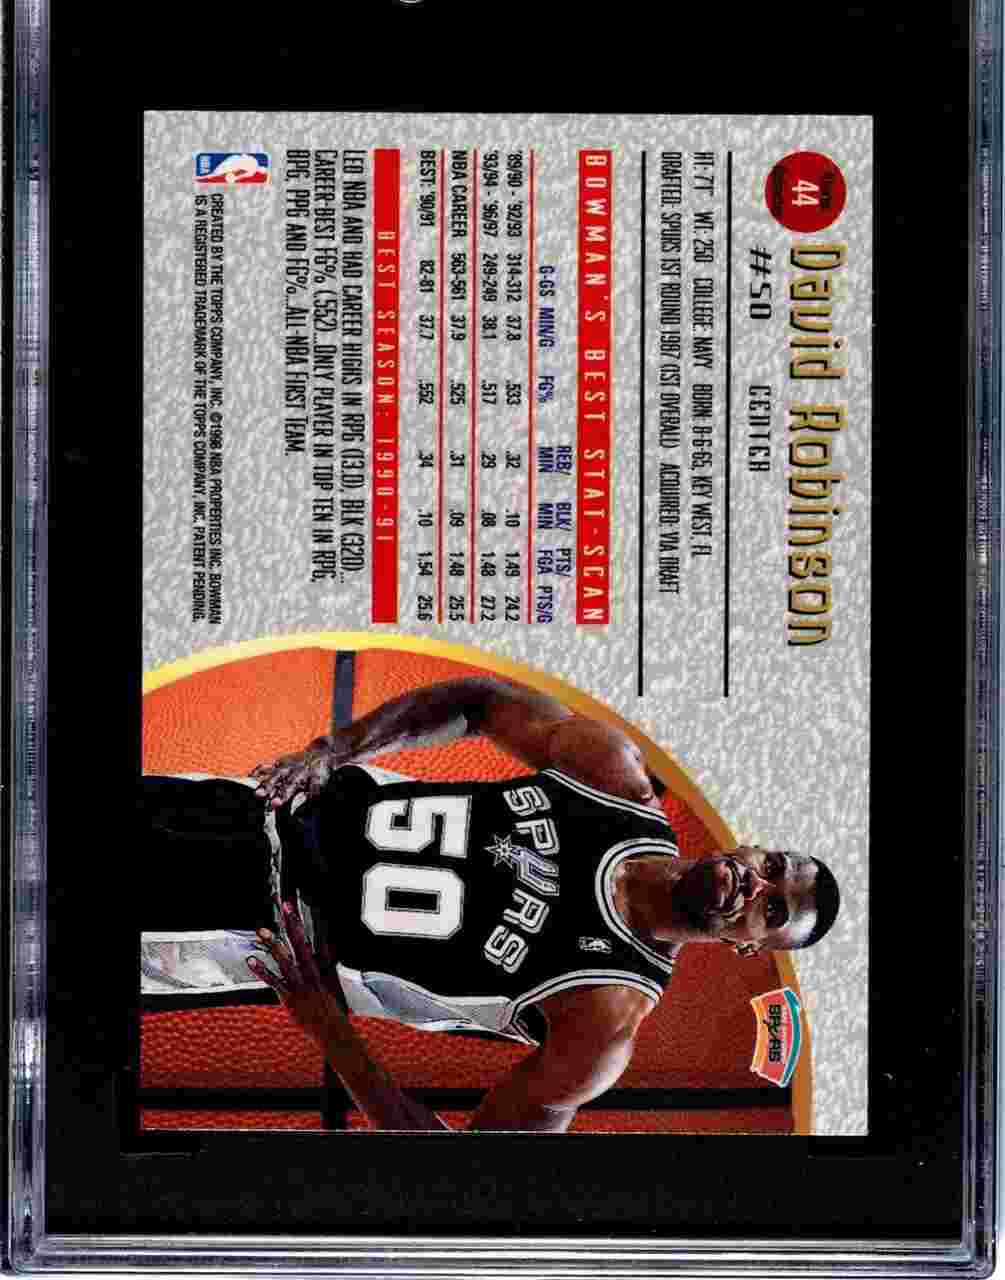 44
David Robinson
#50 CENTER
HT: 7'1" WT: 250 COLLEGE: NAVY BORN: 8-6-65, KEY WEST, FL
DRAFTED: SPURS 1ST ROUND, 1987 (1ST OVERALL) ACQUIRED: VIA DRAFT
BOWMAN'S BEST STAT-SCAN
REB/ BLK/ PTS/
G-GS MIN/G FG% MIN MIN FGA PTS/G
'89/90 - '92/93 314-312 37.8 .533 .32 .10 1.49 24.2
'93/94 - '96/97 249-249 38.1 .517 .29 .08 1.48 27.2
NBA CAREER 563-561 37.9 .525 .31 .09 1.48 25.5
BEST: '90/91 82-81 37.7 .552 .34 .10 1.54 25.6
BEST SEASON: 1990-91
LED NBA AND HAD CAREER HIGHS IN RPG (13.0), BLK (320)...
CAREER-BEST FG% (.552)...ONLY PLAYER IN TOP TEN IN RPG,
BPG, PPG AND FG%...ALL-NBA FIRST TEAM.
NBA
CREATED BY THE TOPPS COMPANY, INC. ©1998 NBA PROPERTIES INC. BOWMAN
IS A REGISTERED TRADEMARK OF THE TOPPS COMPANY, INC. PATENT PENDING.
SPURS
50
SPURS